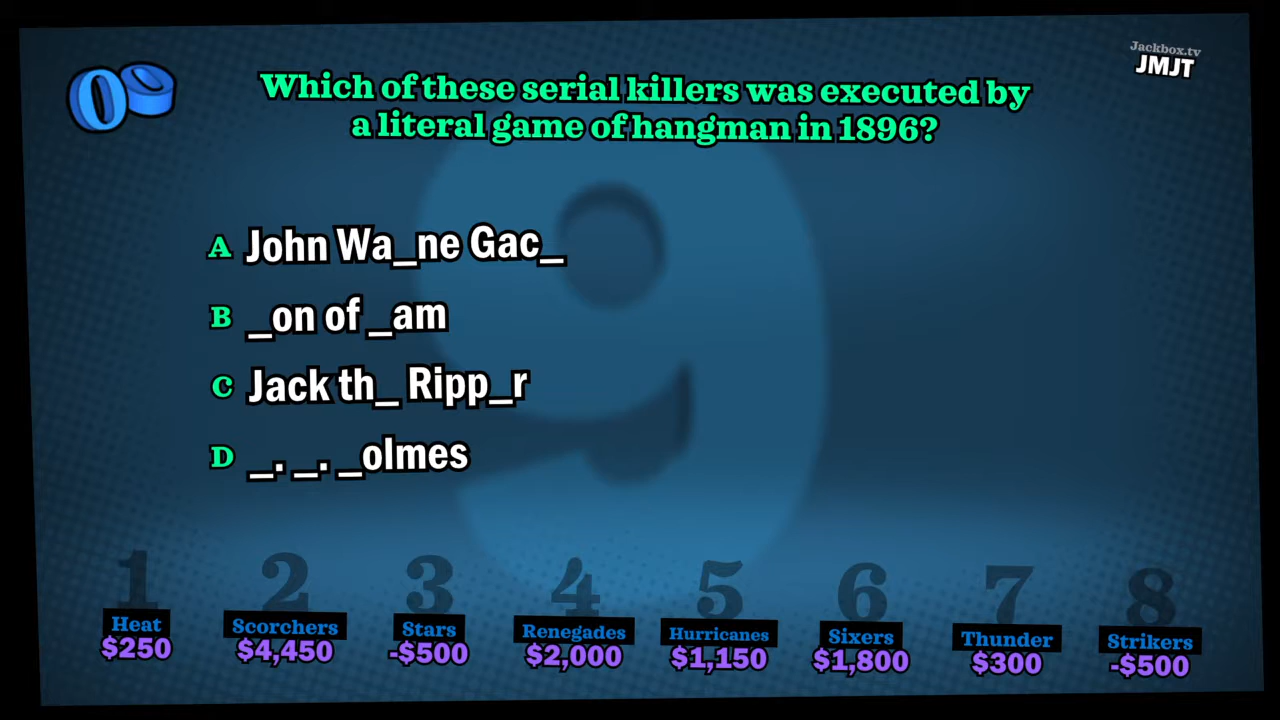 Jackbox.tv
JMJT
00
Which of these serial killers was executed by
a literal game of hangman in 1896?
9
A John Wa_ne Gac_
B _on of _am
C Jack th_ Ripp_r
D _. _. _olmes
1 2 3 4 5 6 7 8
Heat Scorchers Stars Renegades Hurricanes Sixers Thunder Strikers
$250 $4,450 -$500 $2,000 $1,150 $1,800 $300 -$500